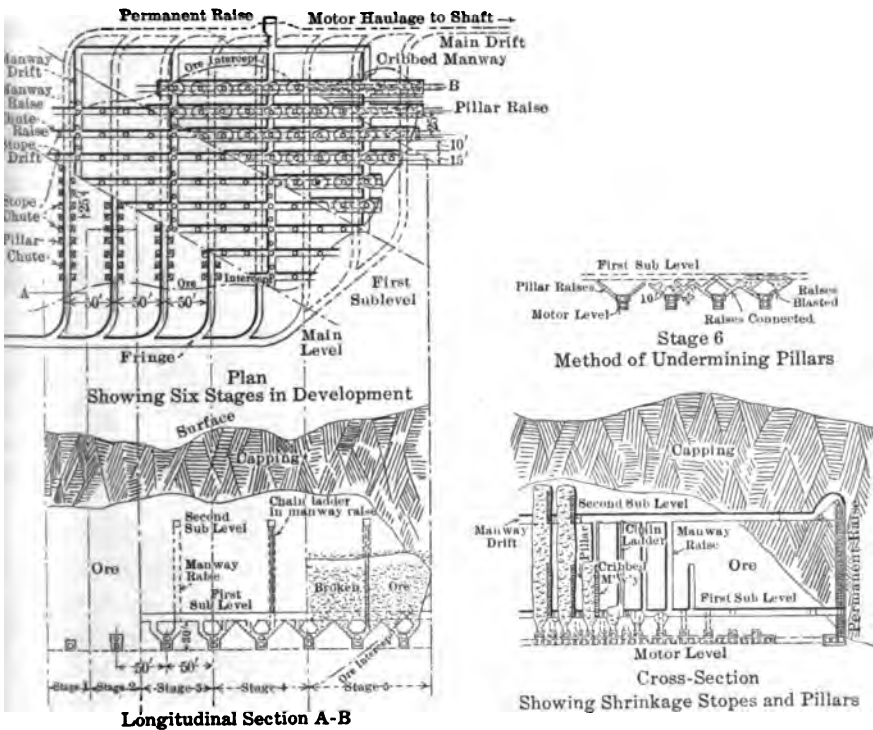 Permanent Raise
Motor Haulage to Shaft
Main Drift
Manway
Drift
Ore Intercept
Cribbed Manway
B
Manway
Raise
Chute
Raise
Stope
Drift
Pillar Raise
25'
10'
15'
Stope
Chute
25'
Pillar
Chute
A
Ore Intercept
50' 50' 50'
First
Sublevel
Main
Level
Fringe
Plan
Showing Six Stages in Development
First Sub Level
Pillar Raises
10'
Raises
Blasted
Motor Level
Raises Connected
Stage 6
Method of Undermining Pillars
Surface
Capping
Chain ladder
in manway raise
Second
Sub Level
Ore
Manway
Raise
First
Sub Level
Broken Ore
30'
50' 50'
Ore Intercept
Stage 1 Stage 2 Stage 3 Stage 4 Stage 5
Longitudinal Section A-B
Capping
Second Sub Level
Manway
Drift
Pillar
Chain
Ladder
Manway
Raise
Cribbed
M'w'y
Ore
Permanent Raise
First Sub Level
Motor Level
Cross-Section
Showing Shrinkage Stopes and Pillars